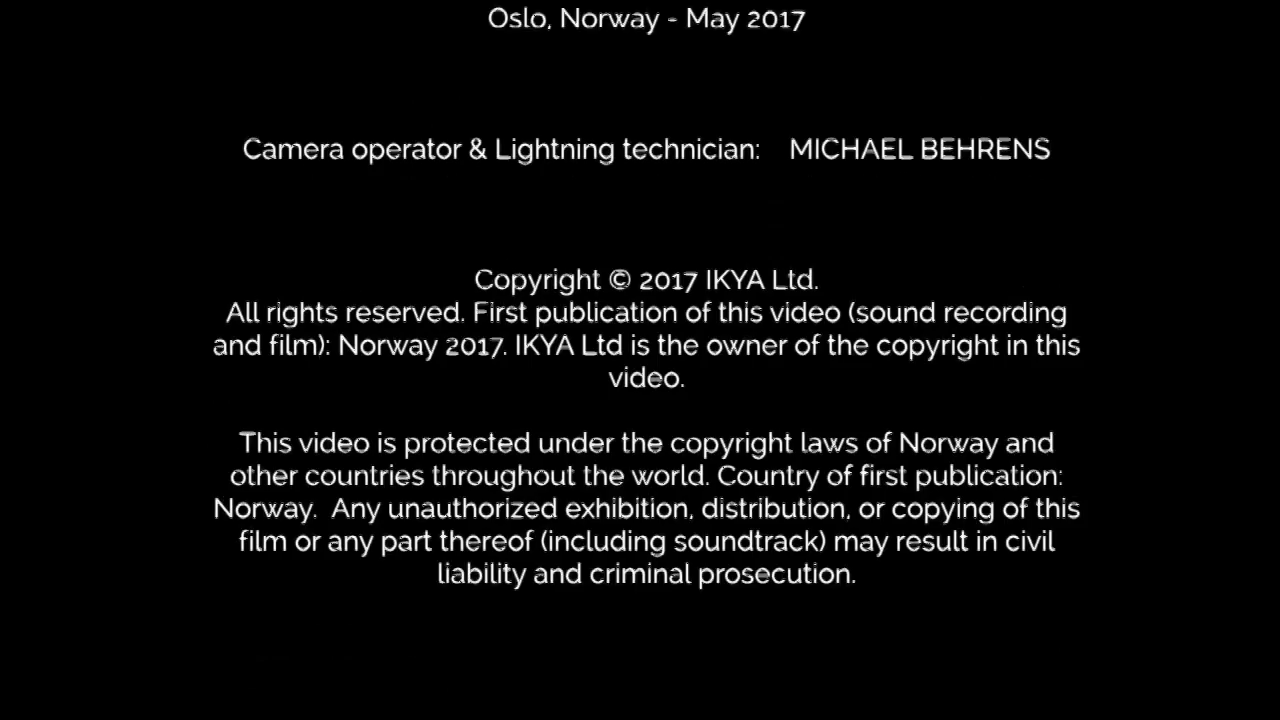 Oslo, Norway - May 2017
Camera operator & Lightning technician: MICHAEL BEHRENS
Copyright © 2017 IKYA Ltd.
All rights reserved. First publication of this video (sound recording
and film): Norway 2017. IKYA Ltd is the owner of the copyright in this
video.
This video is protected under the copyright laws of Norway and
other countries throughout the world. Country of first publication:
Norway. Any unauthorized exhibition, distribution, or copying of this
film or any part thereof (including soundtrack) may result in civil
liability and criminal prosecution.